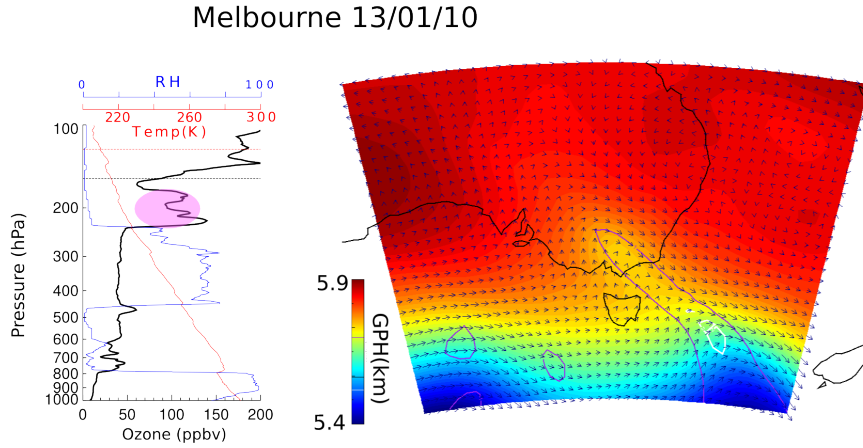 Melbourne 13/01/10
0 RH 100
220 260 300
Temp(K)
100
200
300
400
500
600
700
800
900
1000
Pressure (hPa)
0 50 100 150 200
Ozone (ppbv)
5.9
GPH(km)
5.4